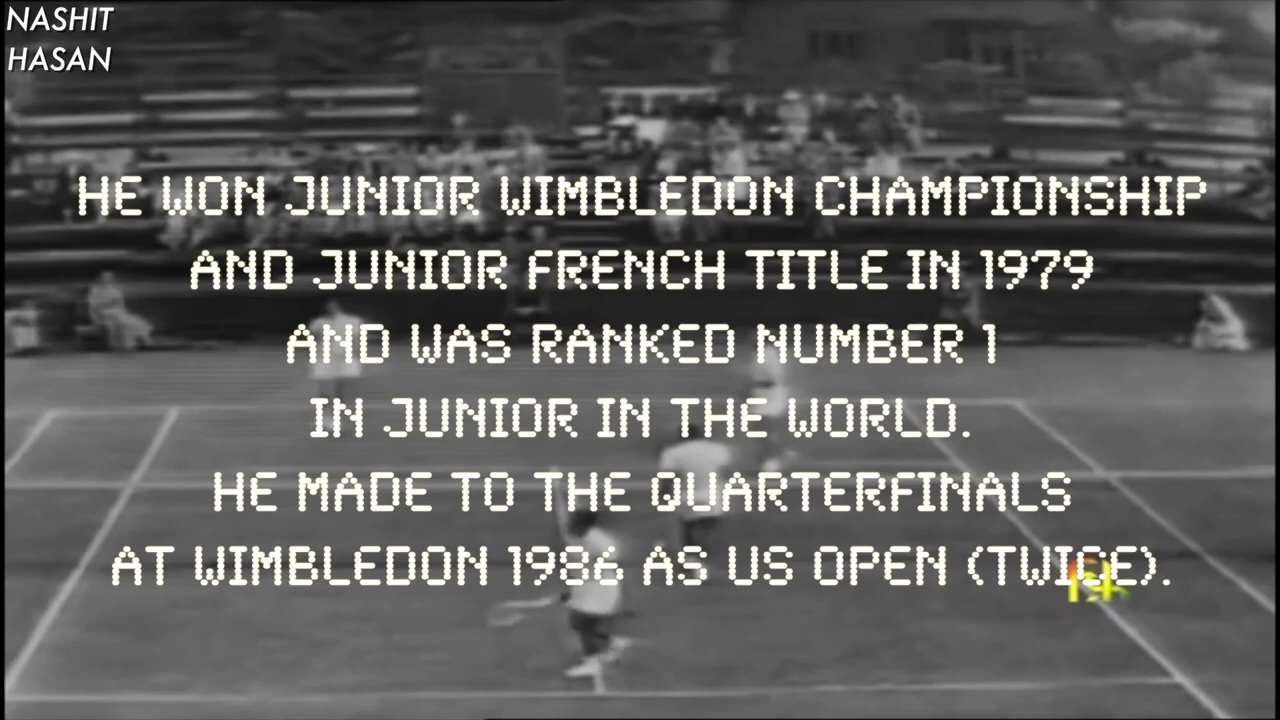 NASHIT
HASAN
HE WON JUNIOR WIMBLEDON CHAMPIONSHIP
AND JUNIOR FRENCH TITLE IN 1979
AND WAS RANKED NUMBER 1
IN JUNIOR IN THE WORLD.
HE MADE TO THE QUARTERFINALS
AT WIMBLEDON 1986 AS US OPEN (TWICE).